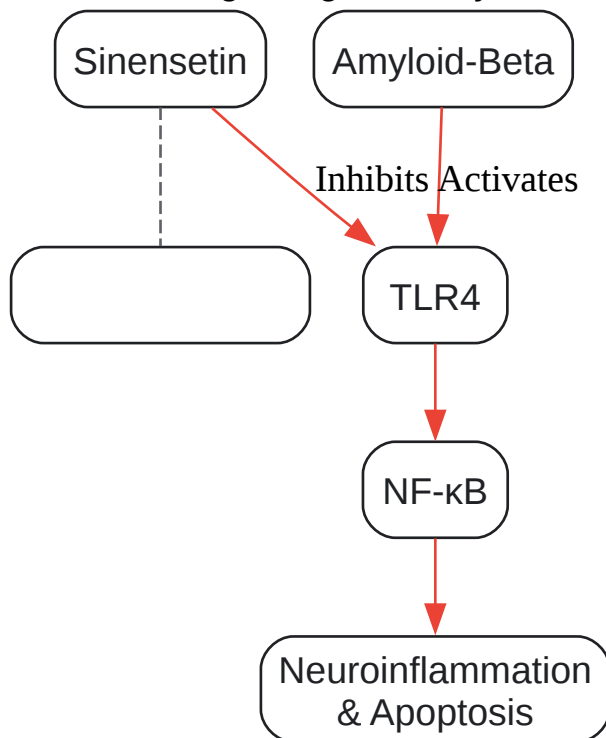 Sinensetin
Amyloid-Beta
Inhibits
Activates
TLR4
NF-κB
Neuroinflammation
& Apoptosis